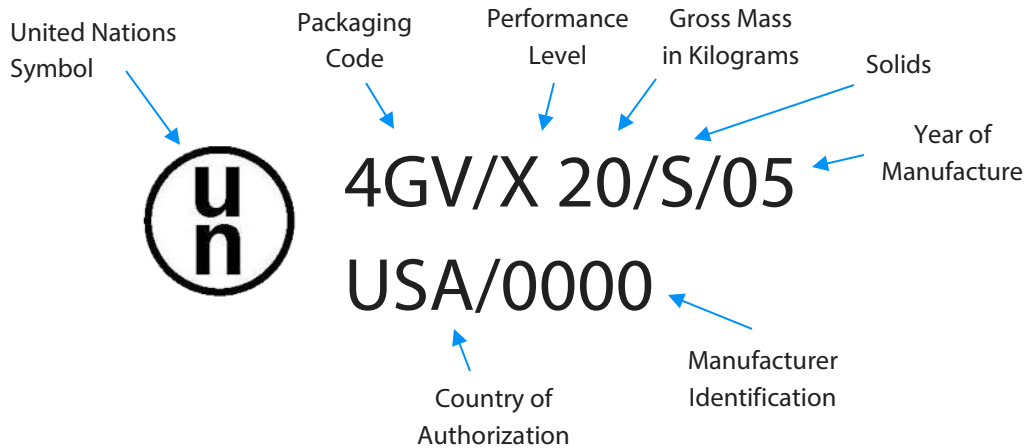 United Nations
Symbol
Packaging
Code
Performance
Level
Gross Mass
in Kilograms
Solids
Year of
Manufacture
un
4GV/X 20/S/05
USA/0000
Manufacturer
Identification
Country of
Authorization